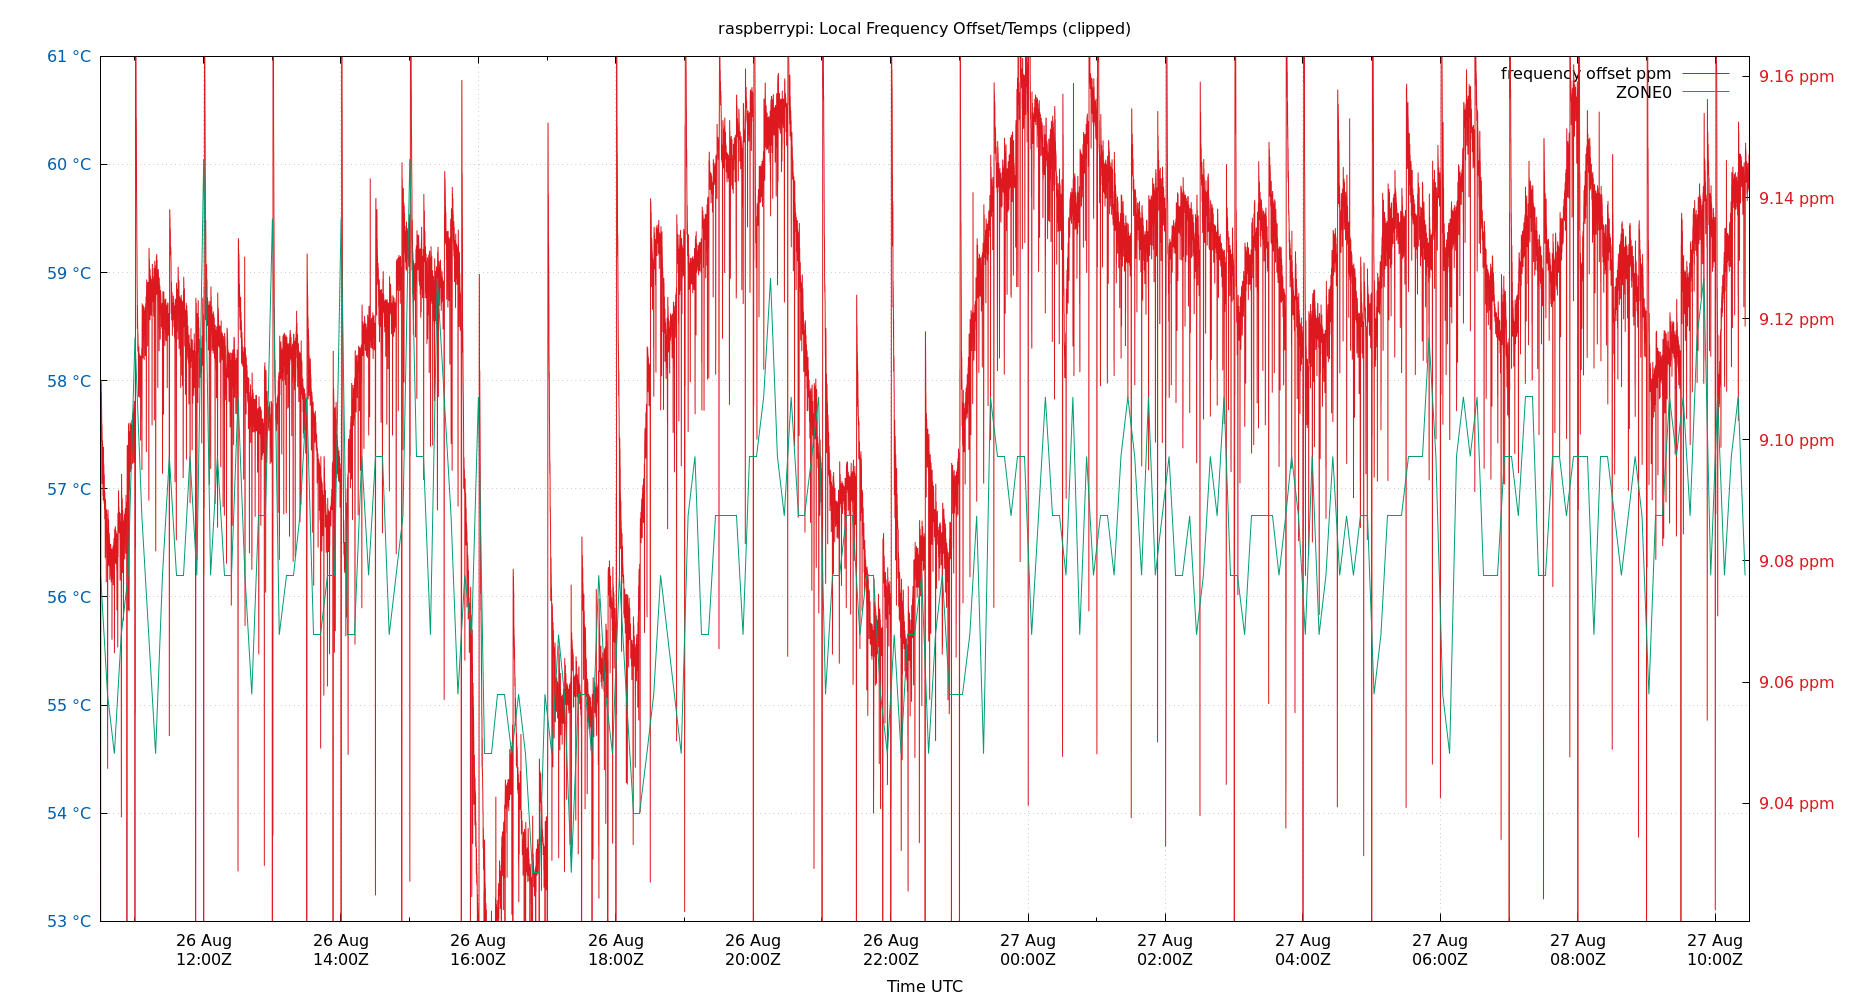 raspberrypi: Local Frequency Offset/Temps (clipped)
frequency offset ppm
ZONE0
61 °C
60 °C
59 °C
58 °C
57 °C
56 °C
55 °C
54 °C
53 °C
9.16 ppm
9.14 ppm
9.12 ppm
9.10 ppm
9.08 ppm
9.06 ppm
9.04 ppm
26 Aug 26 Aug 26 Aug 26 Aug 26 Aug 26 Aug 27 Aug 27 Aug 27 Aug 27 Aug 27 Aug 27 Aug
12:00Z 14:00Z 16:00Z 18:00Z 20:00Z 22:00Z 00:00Z 02:00Z 04:00Z 06:00Z 08:00Z 10:00Z
Time UTC